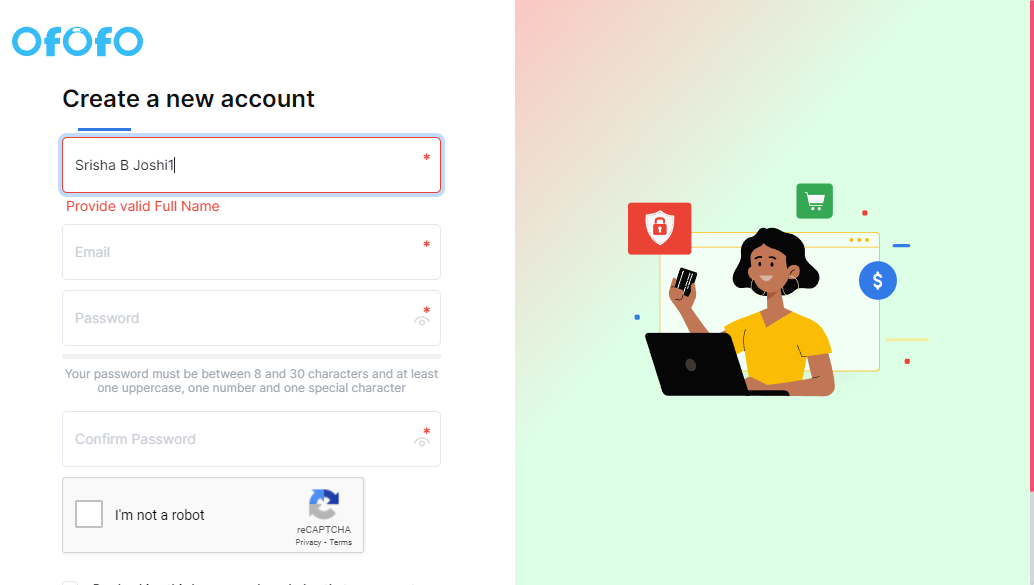 OfOfO
Create a new account
Srisha B Joshi1
*
Provide valid Full Name
Email
*
Password
*
Your password must be between 8 and 30 characters and at least
one uppercase, one number and one special character
Confirm Password
*
I'm not a robot
reCAPTCHA
Privacy - Terms
$